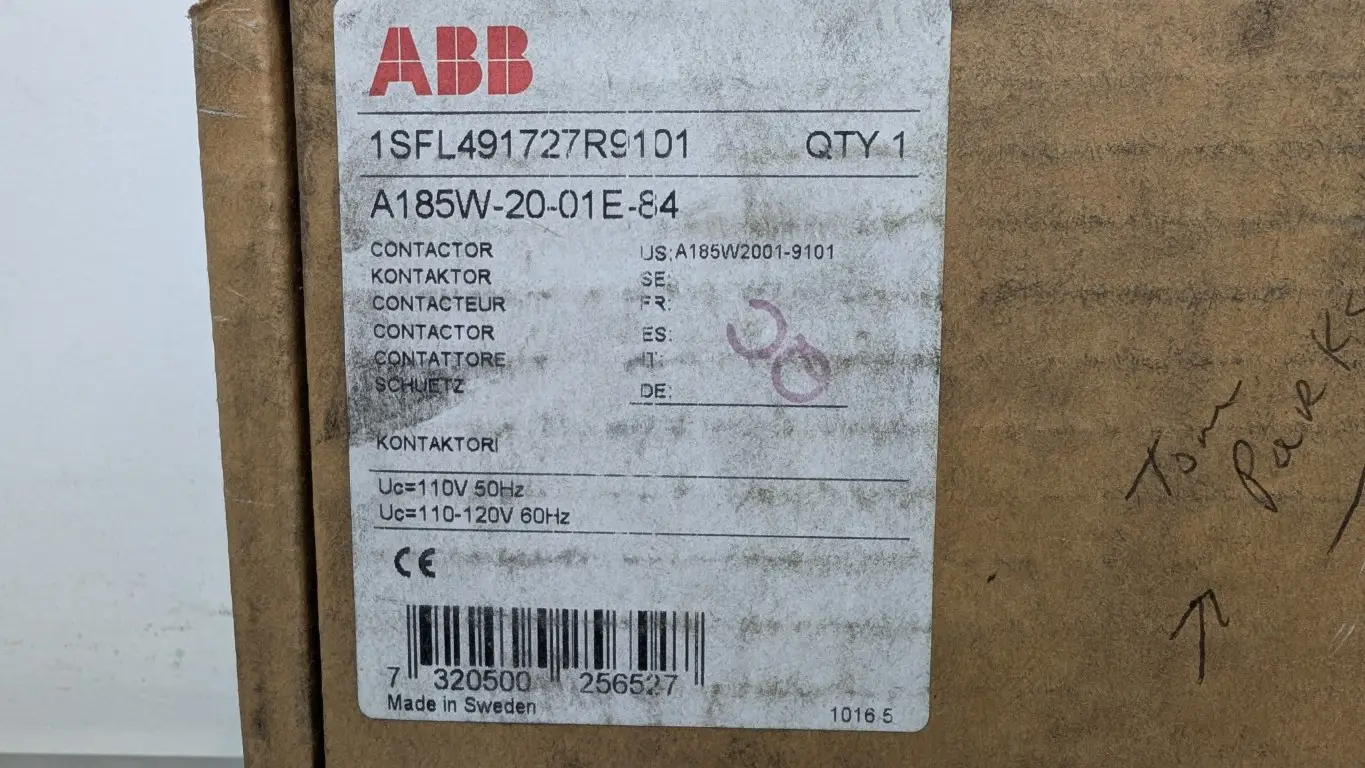 ABB
1SFL491727R9101 QTY 1
A185W-20-01E-84
CONTACTOR US:A185W2001-9101
KONTAKTOR SE:
CONTACTEUR FR:
CONTACTOR ES:
CONTATTORE IT:
SCHUETZ DE:
KONTAKTORI
Uc=110V 50Hz
Uc=110-120V 60Hz
CE
7 320500 256527
Made in Sweden 1016 5
Tom